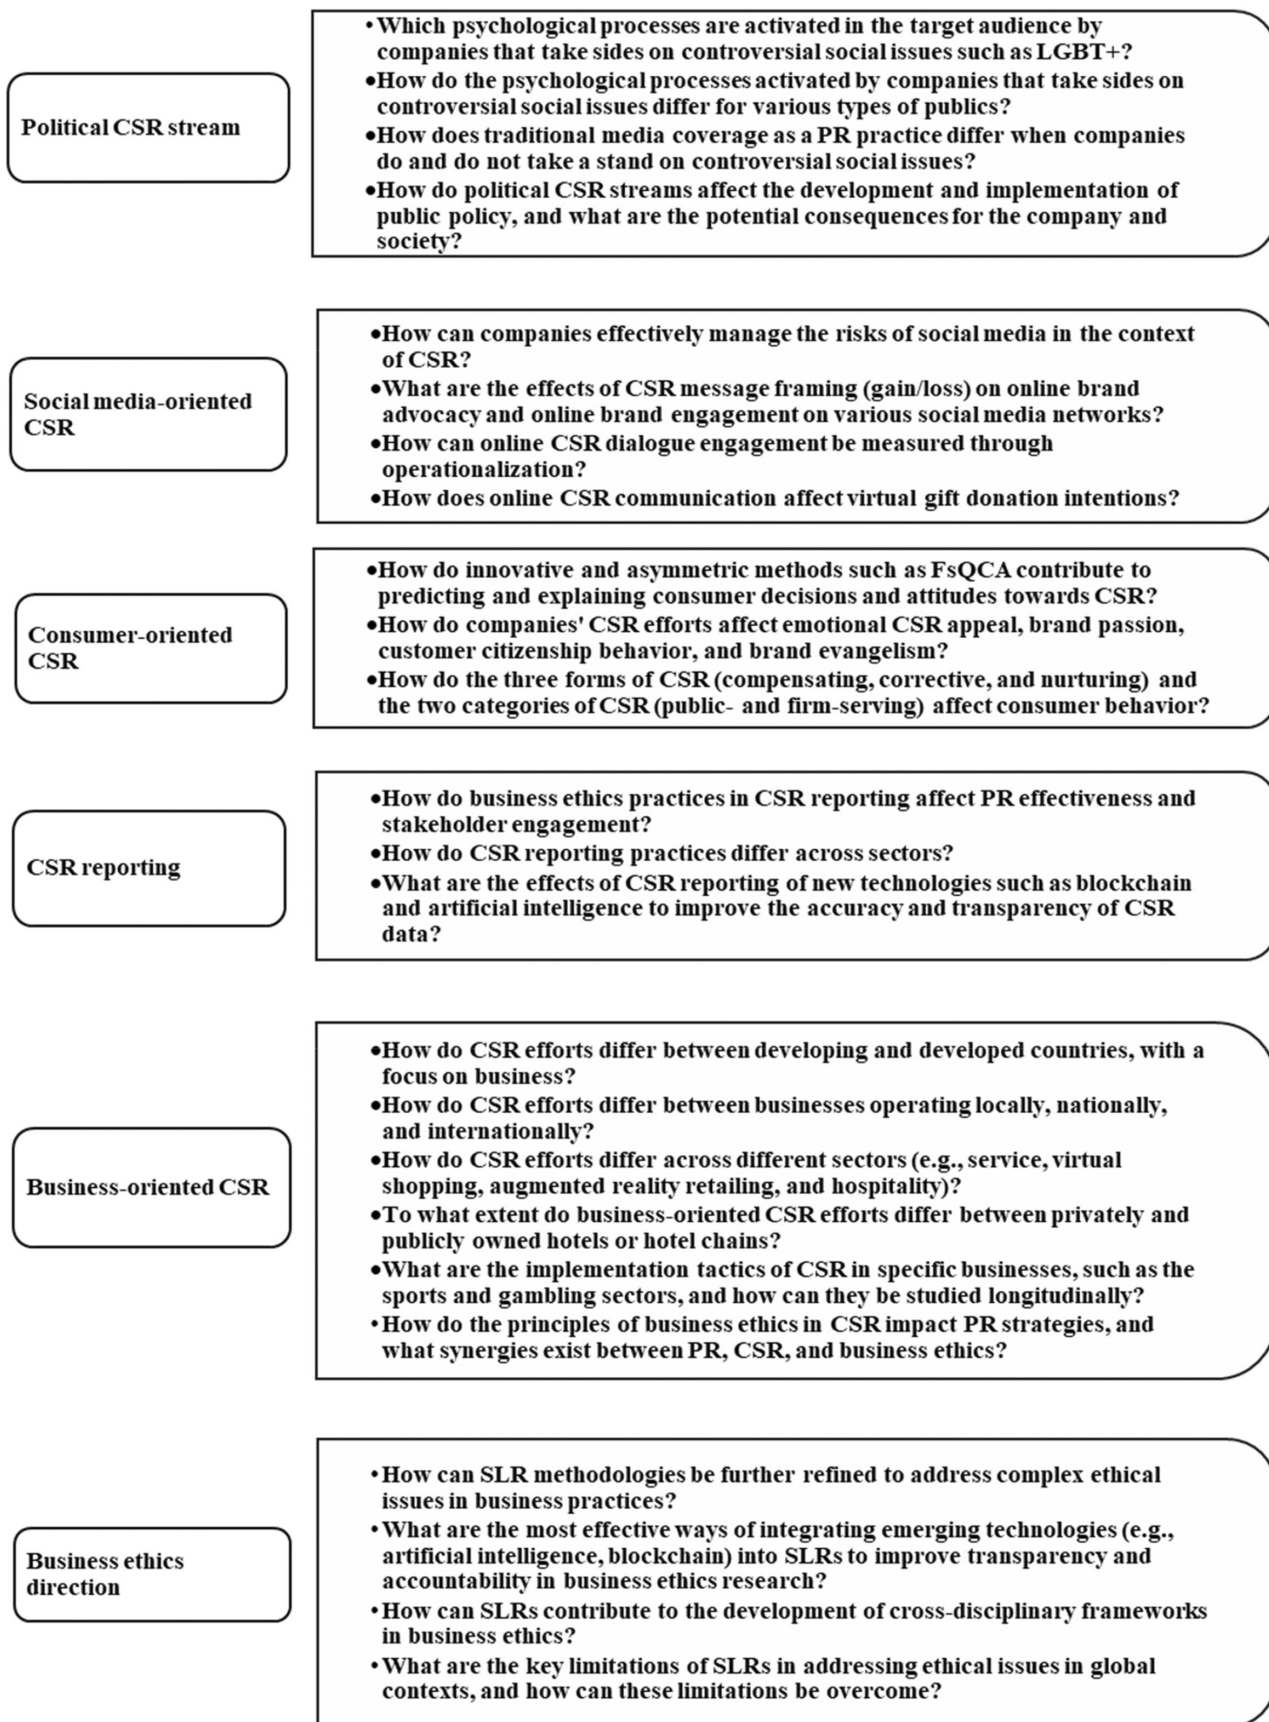 Political CSR stream
• Which psychological processes are activated in the target audience by
companies that take sides on controversial social issues such as LGBT+?
•How do the psychological processes activated by companies that take sides on
controversial social issues differ for various types of publics?
•How does traditional media coverage as a PR practice differ when companies
do and do not take a stand on controversial social issues?
•How do political CSR streams affect the development and implementation of
public policy, and what are the potential consequences for the company and
society?
Social media-oriented
CSR
•How can companies effectively manage the risks of social media in the context
of CSR?
•What are the effects of CSR message framing (gain/loss) on online brand
advocacy and online brand engagement on various social media networks?
•How can online CSR dialogue engagement be measured through
operationalization?
•How does online CSR communication affect virtual gift donation intentions?
Consumer-oriented
CSR
•How do innovative and asymmetric methods such as FsQCA contribute to
predicting and explaining consumer decisions and attitudes towards CSR?
•How do companies' CSR efforts affect emotional CSR appeal, brand passion,
customer citizenship behavior, and brand evangelism?
•How do the three forms of CSR (compensating, corrective, and nurturing) and
the two categories of CSR (public- and firm-serving) affect consumer behavior?
CSR reporting
•How do business ethics practices in CSR reporting affect PR effectiveness and
stakeholder engagement?
•How do CSR reporting practices differ across sectors?
•What are the effects of CSR reporting of new technologies such as blockchain
and artificial intelligence to improve the accuracy and transparency of CSR
data?
Business-oriented CSR
•How do CSR efforts differ between developing and developed countries, with a
focus on business?
•How do CSR efforts differ between businesses operating locally, nationally,
and internationally?
•How do CSR efforts differ across different sectors (e.g., service, virtual
shopping, augmented reality retailing, and hospitality)?
•To what extent do business-oriented CSR efforts differ between privately and
publicly owned hotels or hotel chains?
•What are the implementation tactics of CSR in specific businesses, such as the
sports and gambling sectors, and how can they be studied longitudinally?
• How do the principles of business ethics in CSR impact PR strategies, and
what synergies exist between PR, CSR, and business ethics?
Business ethics
direction
• How can SLR methodologies be further refined to address complex ethical
issues in business practices?
• What are the most effective ways of integrating emerging technologies (e.g.,
artificial intelligence, blockchain) into SLRs to improve transparency and
accountability in business ethics research?
• How can SLRs contribute to the development of cross-disciplinary frameworks
in business ethics?
• What are the key limitations of SLRs in addressing ethical issues in global
contexts, and how can these limitations be overcome?